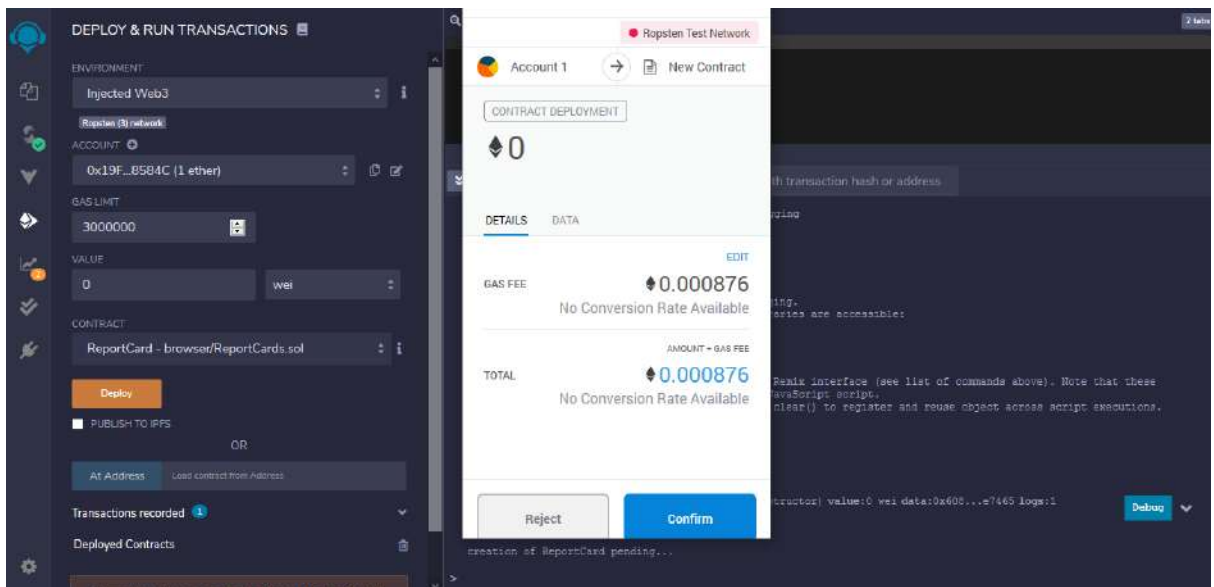 DEPLOY & RUN TRANSACTIONS
ENVIRONMENT
Injected Web3
Ropsten (3) network
ACCOUNT
0x19F...8584C (1 ether)
GAS LIMIT
3000000
VALUE
0 wei
CONTRACT
ReportCard - browser/ReportCards.sol
Deploy
PUBLISH TO IPFS
OR
At Address Load contract from Address
Transactions recorded 1
Deployed Contracts
Ropsten Test Network
Account 1 New Contract
CONTRACT DEPLOYMENT
0
DETAILS DATA
EDIT
GAS FEE 0.000876
No Conversion Rate Available
AMOUNT + GAS FEE
TOTAL 0.000876
No Conversion Rate Available
Reject Confirm
2 tabs
th transaction hash or address
gging
ing.
aries are accessible:
Remix interface (see list of commands above). Note that these
JavaScript script.
clear() to register and reuse object across script executions.
tructor) value:0 wei data:0x608...e7465 logs:1
Debug
creation of ReportCard pending...
>